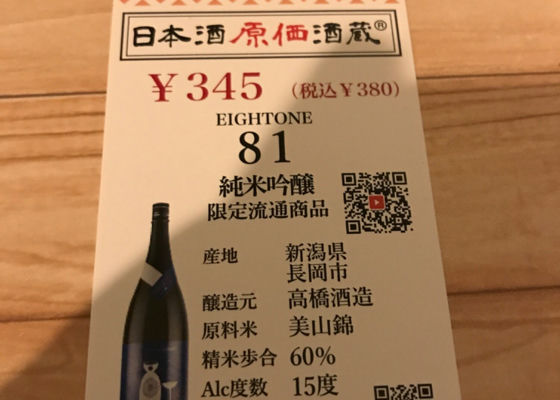 日本酒原価酒蔵®
￥345 （税込￥380）
EIGHTONE
81
純米吟醸
限定流通商品
産地 新潟県
長岡市
醸造元 高橋酒造
原料米 美山錦
精米歩合 60%
Alc度数 15度